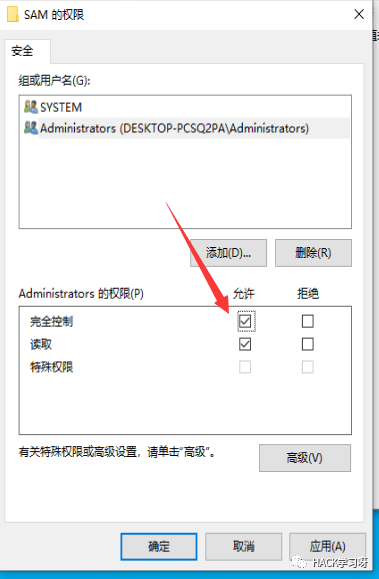 SAM 的权限
安全
组或用户名(G):
SYSTEM
Administrators (DESKTOP-PCSQ2PA\Administrators)
添加(D)...
删除(R)
Administrators 的权限(P)
允许
拒绝
完全控制
读取
特殊权限
有关特殊权限或高级设置，请单击"高级"。
高级(V)
确定
取消
应用(A)
HACK学习呀